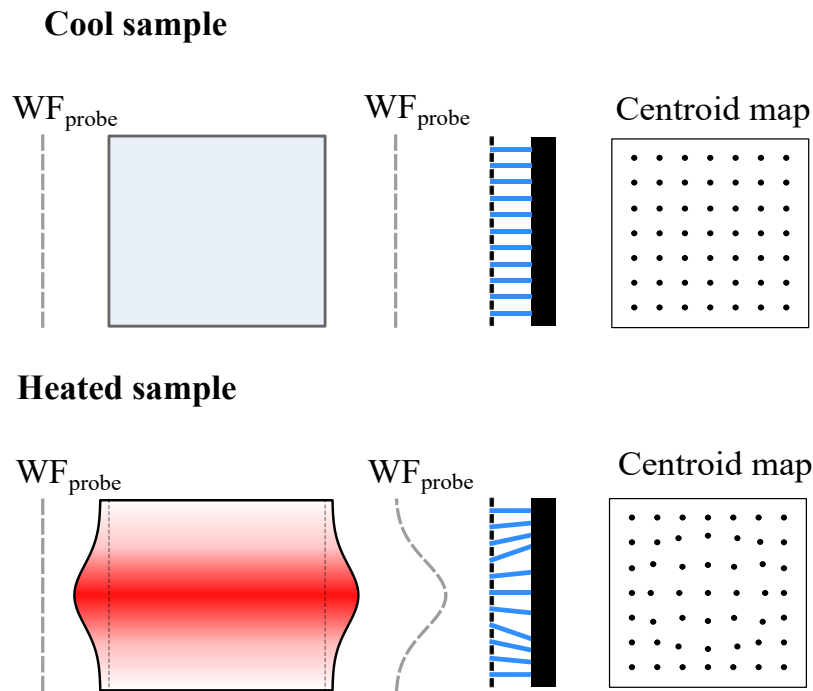 Cool sample
WFprobe
WFprobe
Centroid map
Heated sample
WFprobe
WFprobe
Centroid map